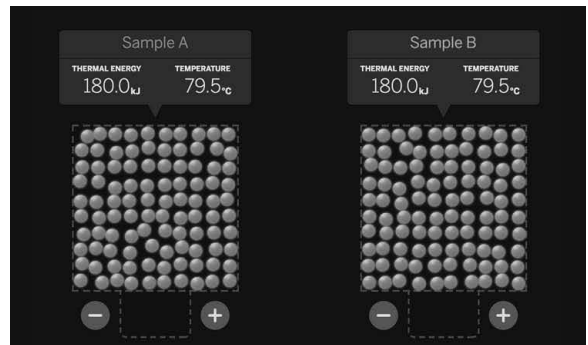 Sample A
THERMAL ENERGY TEMPERATURE
180.0kJ 79.5°C
Sample B
THERMAL ENERGY TEMPERATURE
180.0kJ 79.5°C
− +
− +